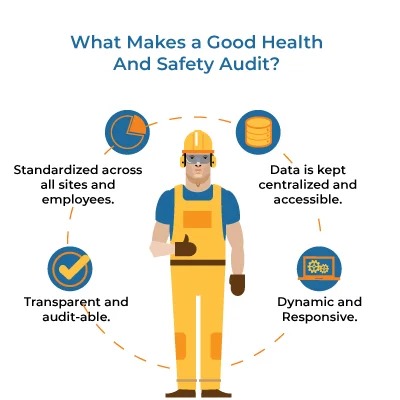 What Makes a Good Health
And Safety Audit?
Standardized across
all sites and
employees.
Data is kept
centralized and
accessible.
Transparent and
audit-able.
Dynamic and
Responsive.